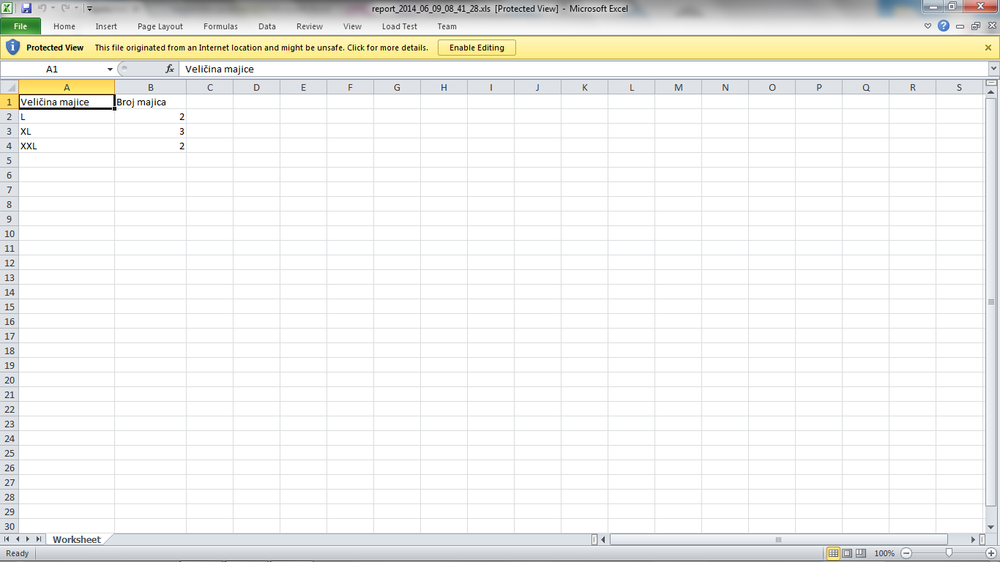 report_2014_06_09_08_41_28.xls [Protected View] - Microsoft Excel
File Home Insert Page Layout Formulas Data Review View Load Test Team
Protected View This file originated from an Internet location and might be unsafe. Click for more details. Enable Editing
A1 fx Veličina majice
A B C D E F G H I J K L M N O P Q R S
1 Veličina majice Broj majica
2 L 2
3 XL 3
4 XXL 2
5
6
7
8
9
10
11
12
13
14
15
16
17
18
19
20
21
22
23
24
25
26
27
28
29
30
Worksheet
Ready 100%